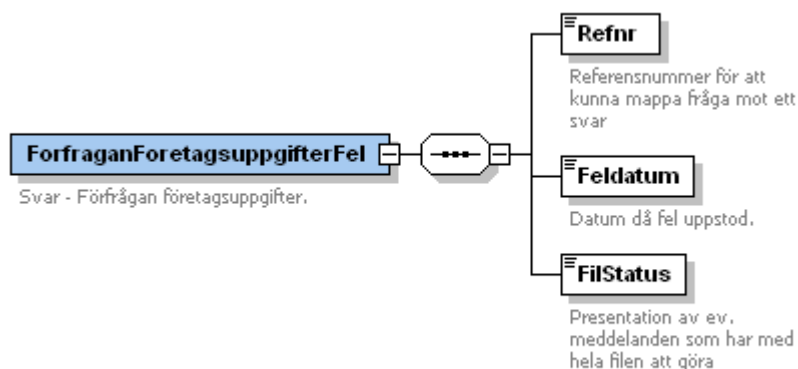 Refnr
Referensnummer för att
kunna mappa fråga mot ett
svar
ForfraganForetagsuppgifterFel
Svar - Förfrågan företagsuppgifter.
Feldatum
Datum då fel uppstod.
FilStatus
Presentation av ev.
meddelanden som har med
hela filen att göra